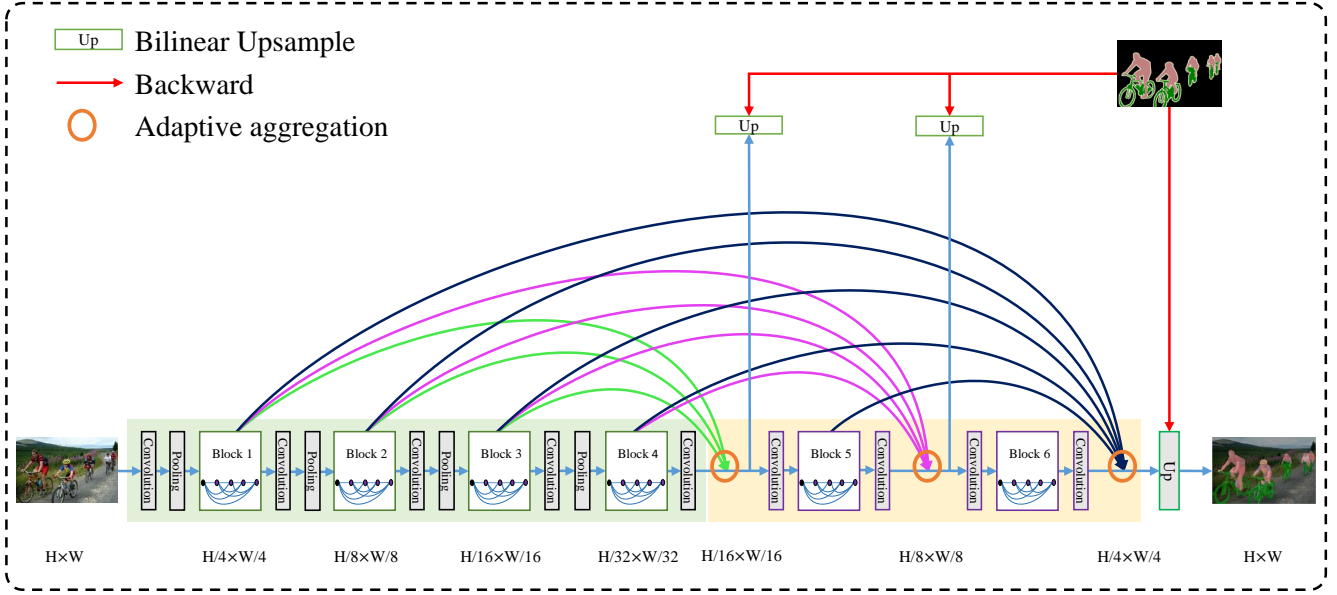 Up Bilinear Upsample
Backward
Adaptive aggregation
Up Up
Convolution Pooling Block 1 Convolution Pooling Block 2 Convolution Pooling Block 3 Convolution Pooling Block 4 Convolution Convolution Block 5 Convolution Convolution Block 6 Convolution Up
H×W H/4×W/4 H/8×W/8 H/16×W/16 H/32×W/32 H/16×W/16 H/8×W/8 H/4×W/4 H×W